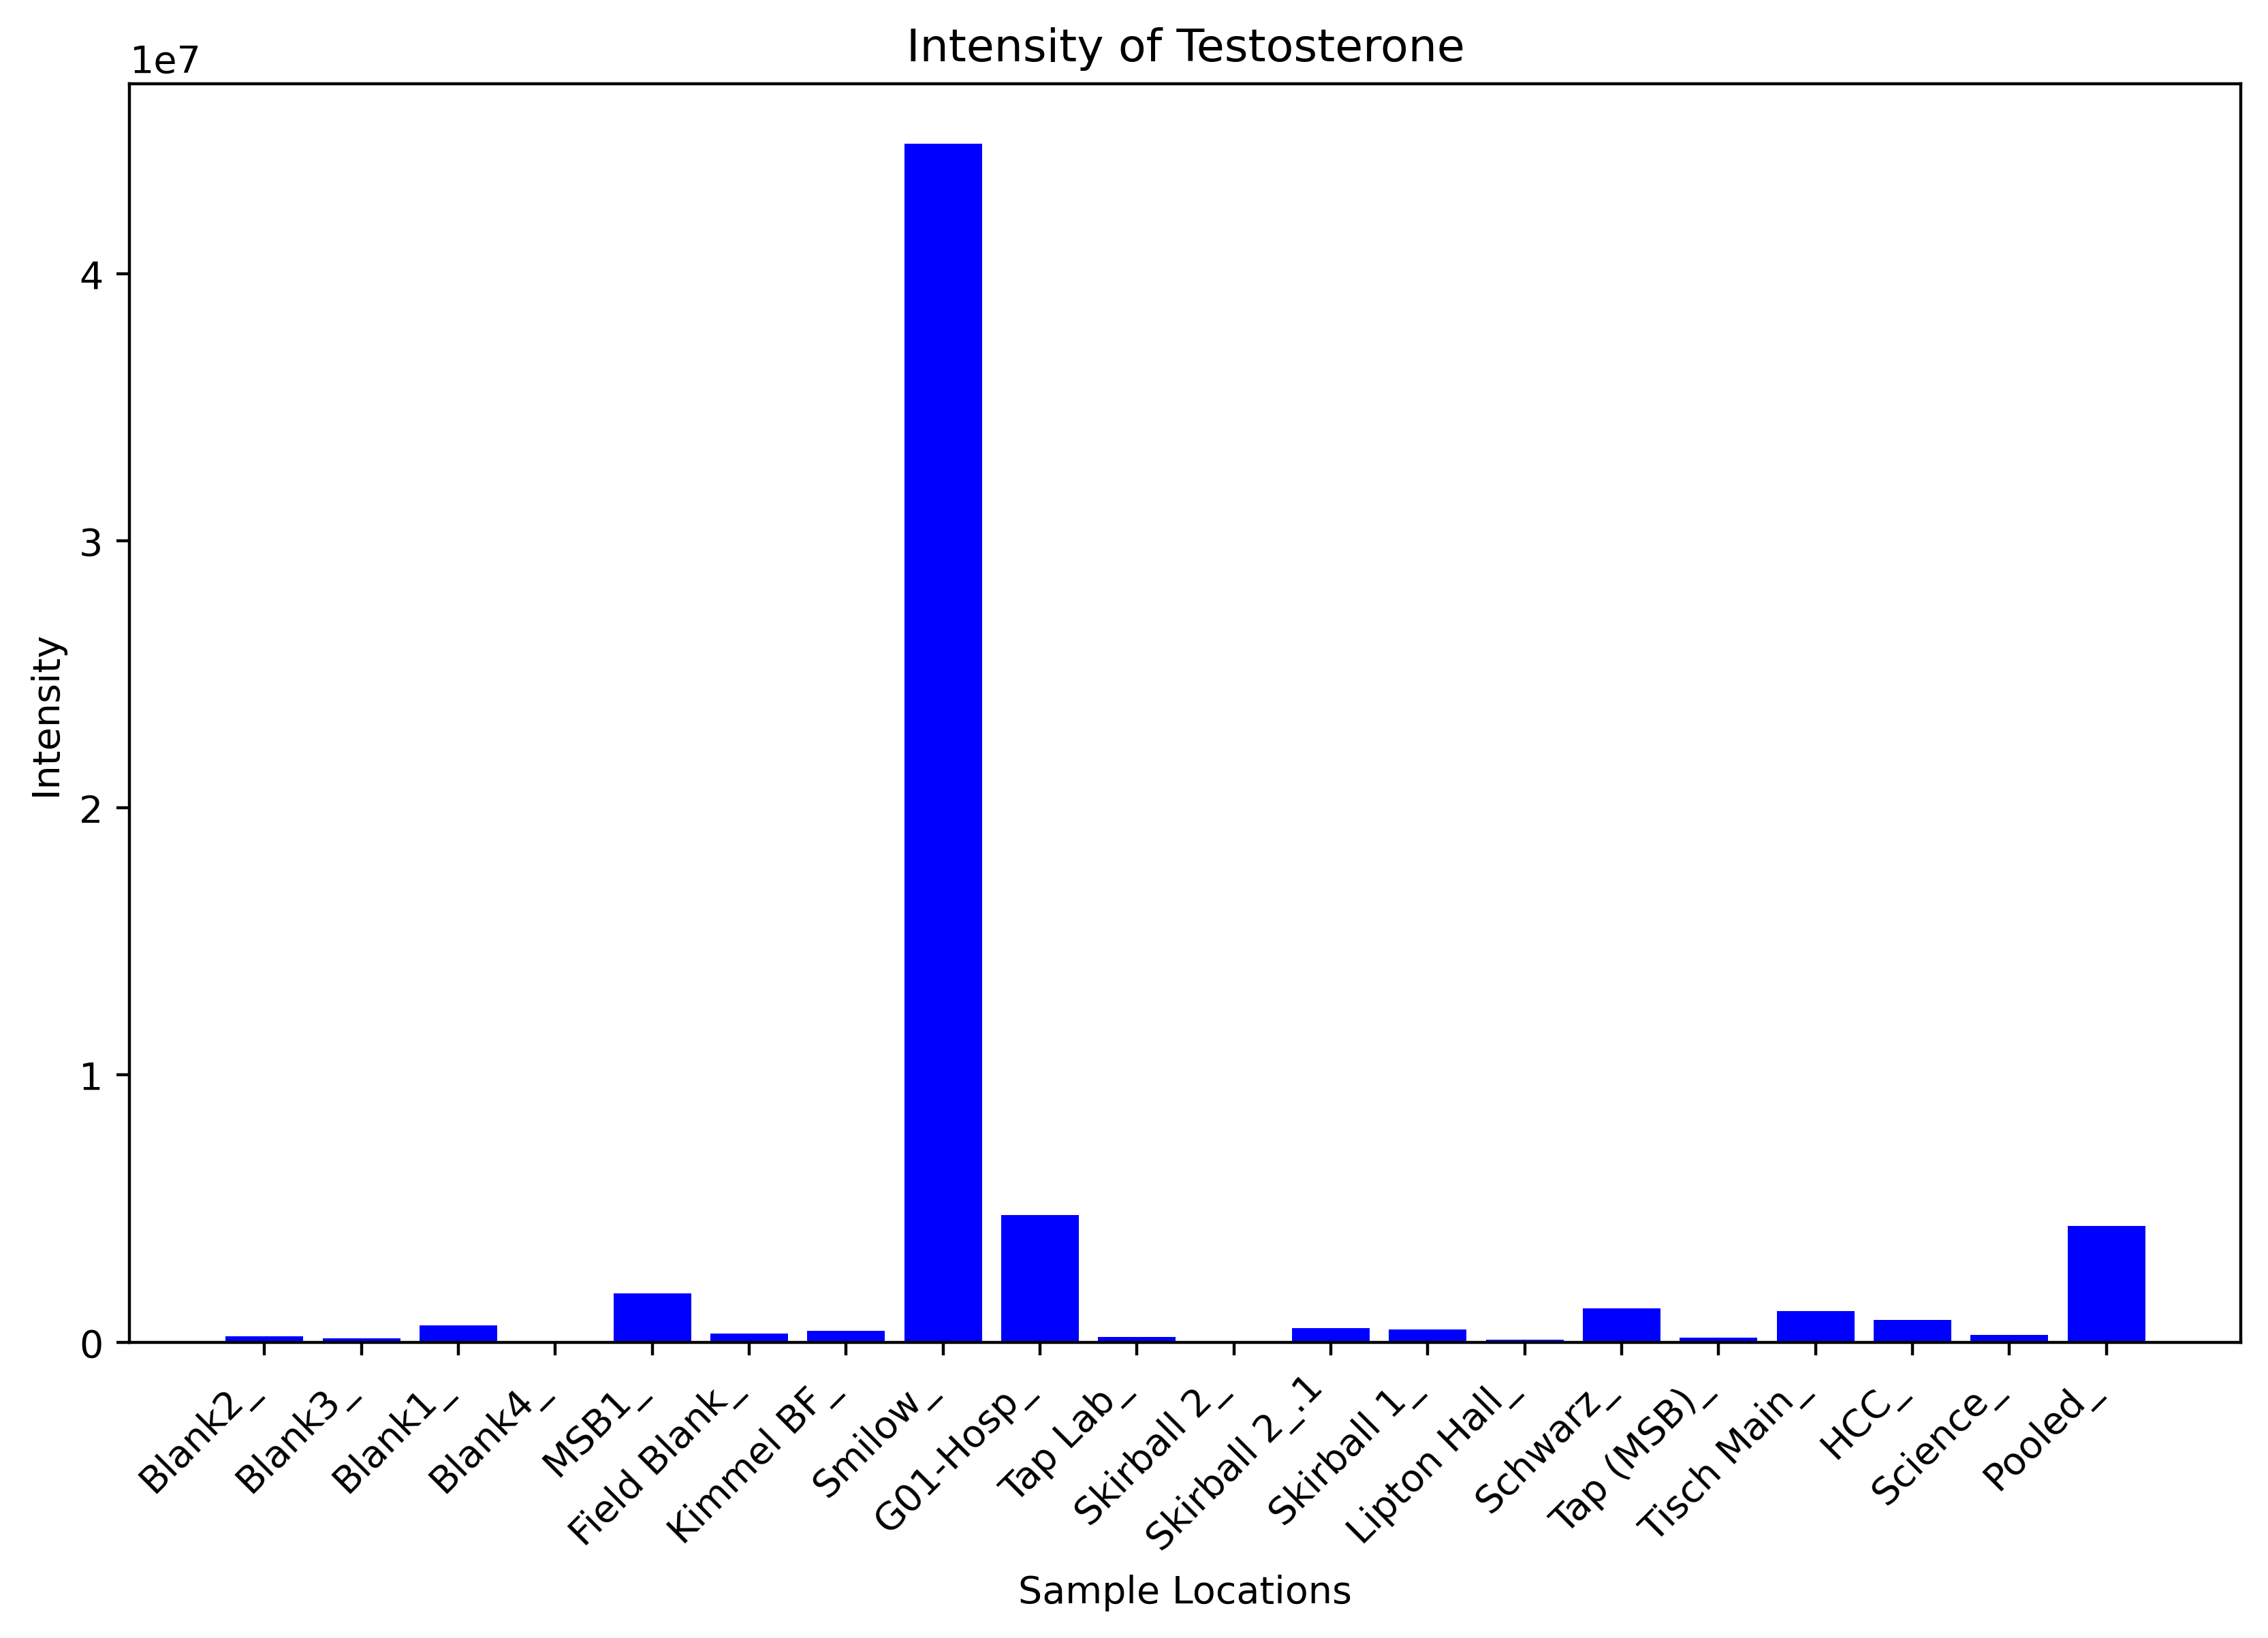 Intensity of Testosterone
1e7
4
3
2
1
0
Intensity
Blank2_
Blank3_
Blank1_
Blank4_
MSB1_
Field Blank_
Kimmel BF_
Smilow_
G01-Hosp_
Tap Lab_
Skirball 2_
Skirball 2_.1
Skirball 1_
Lipton Hall_
Schwarz_
Tap (MSB)_
Tisch Main_
HCC_
Science_
Pooled_
Sample Locations